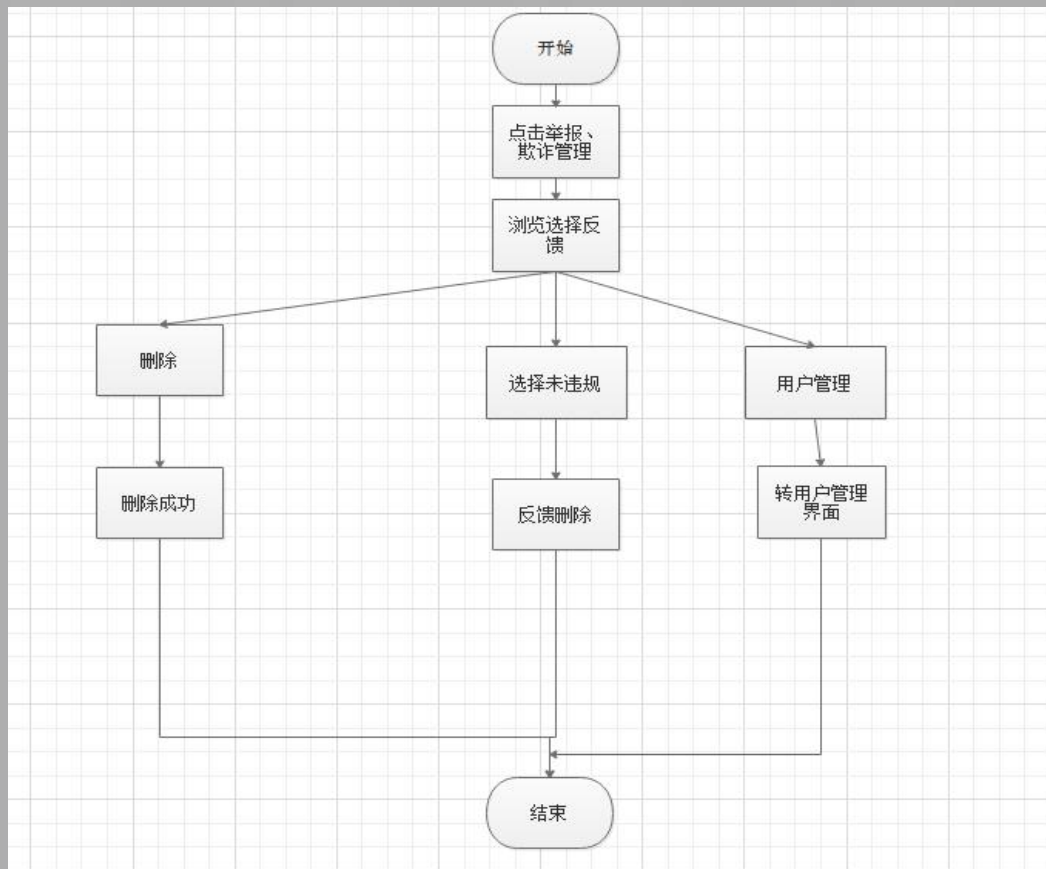 开始
点击举报、
欺诈管理
浏览选择反
馈
删除
选择未违规
用户管理
删除成功
反馈删除
转用户管理
界面
结束